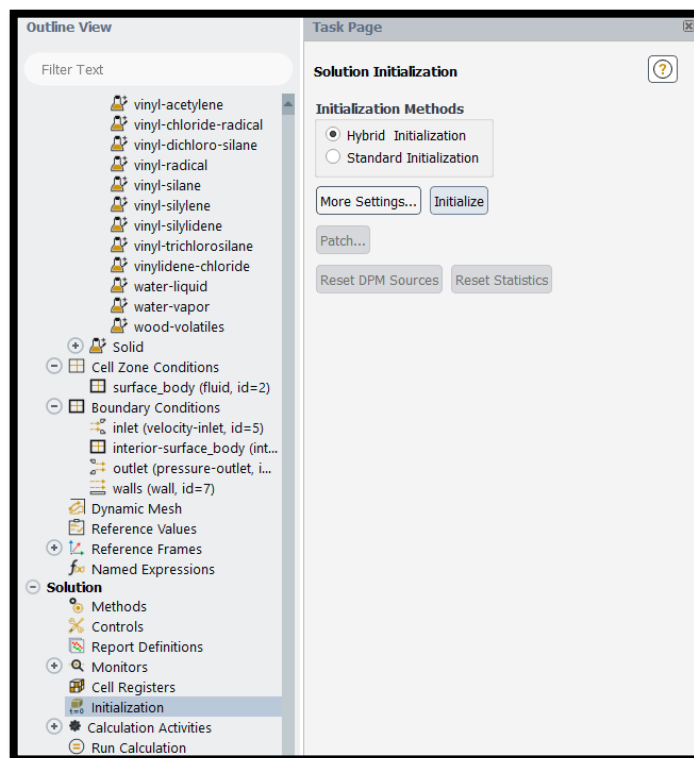 Outline View
Filter Text
vinyl-acetylene
vinyl-chloride-radical
vinyl-dichloro-silane
vinyl-radical
vinyl-silane
vinyl-silylene
vinyl-silylidene
vinyl-trichlorosilane
vinylidene-chloride
water-liquid
water-vapor
wood-volatiles
Solid
Cell Zone Conditions
surface_body (fluid, id=2)
Boundary Conditions
inlet (velocity-inlet, id=5)
interior-surface_body (int...
outlet (pressure-outlet, i...
walls (wall, id=7)
Dynamic Mesh
Reference Values
Reference Frames
fx Named Expressions
Solution
Methods
Controls
Report Definitions
Monitors
Cell Registers
t=0 Initialization
Calculation Activities
Run Calculation
Task Page
Solution Initialization
?
Initialization Methods
Hybrid Initialization
Standard Initialization
More Settings... Initialize
Patch...
Reset DPM Sources Reset Statistics